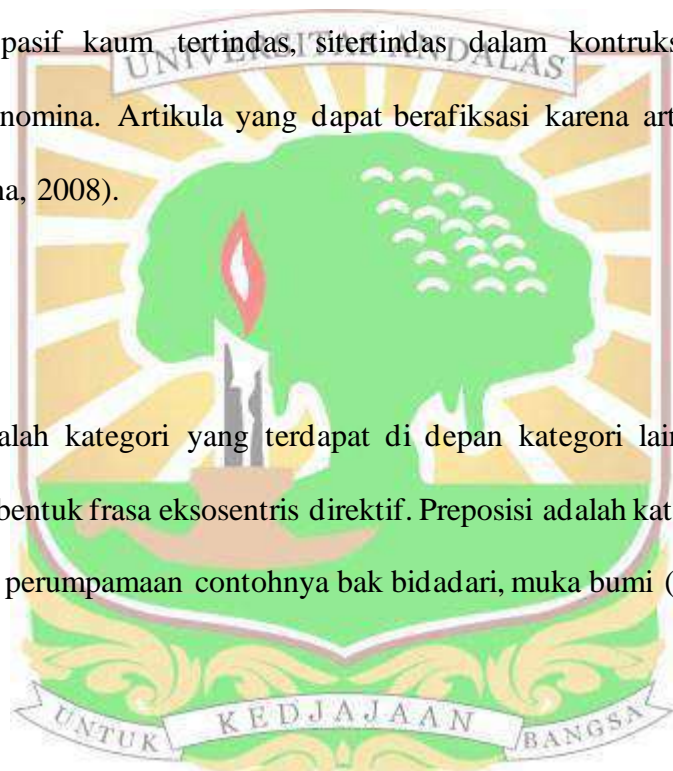 pasif kaum tertindas, sitertindas dalam kontruks
UNIVERSITAS ANDALAS
nomina. Artikula yang dapat berafiksasi karena art
na, 2008).
alah kategori yang terdapat di depan kategori lain
bentuk frasa eksosentris direktif. Preposisi adalah kat
perumpamaan contohnya bak bidadari, muka bumi (
UNTUK KEDJAJAAN BANGSA